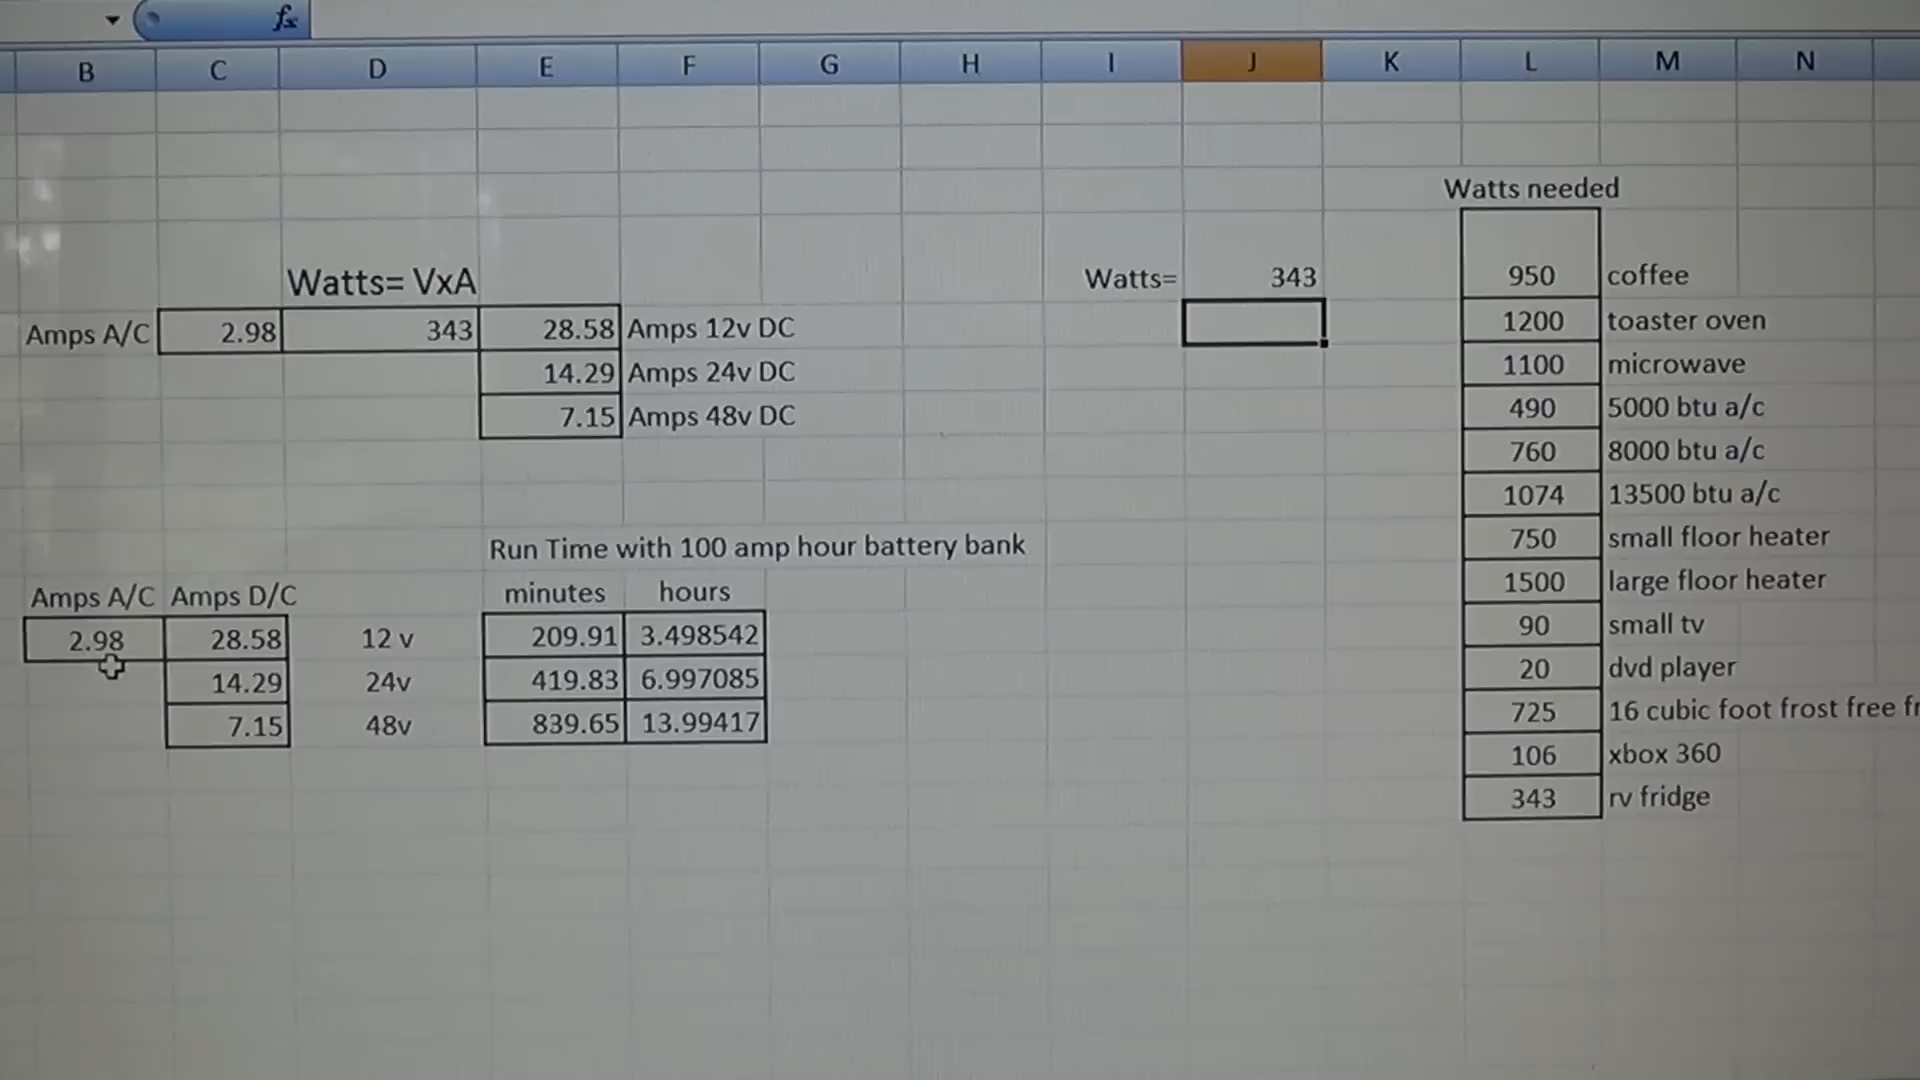 fx
B C D E F G H I J K L M N
Watts needed
Watts= VxA Watts= 343 950 coffee
Amps A/C 2.98 343 28.58 Amps 12v DC 1200 toaster oven
14.29 Amps 24v DC 1100 microwave
7.15 Amps 48v DC 490 5000 btu a/c
760 8000 btu a/c
1074 13500 btu a/c
Run Time with 100 amp hour battery bank 750 small floor heater
Amps A/C Amps D/C minutes hours 1500 large floor heater
2.98 28.58 12 v 209.91 3.498542 90 small tv
14.29 24v 419.83 6.997085 20 dvd player
7.15 48v 839.65 13.99417 725 16 cubic foot frost free fr
106 xbox 360
343 rv fridge